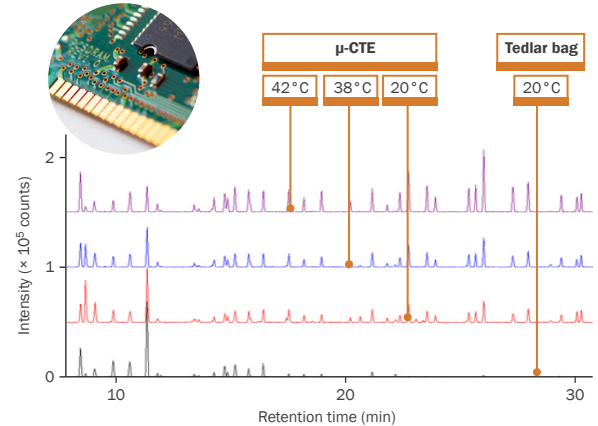 µ-CTE
Tedlar bag
42°C
38°C
20°C
20°C
2
1
0
Intensity (× 10⁵ counts)
10
20
30
Retention time (min)